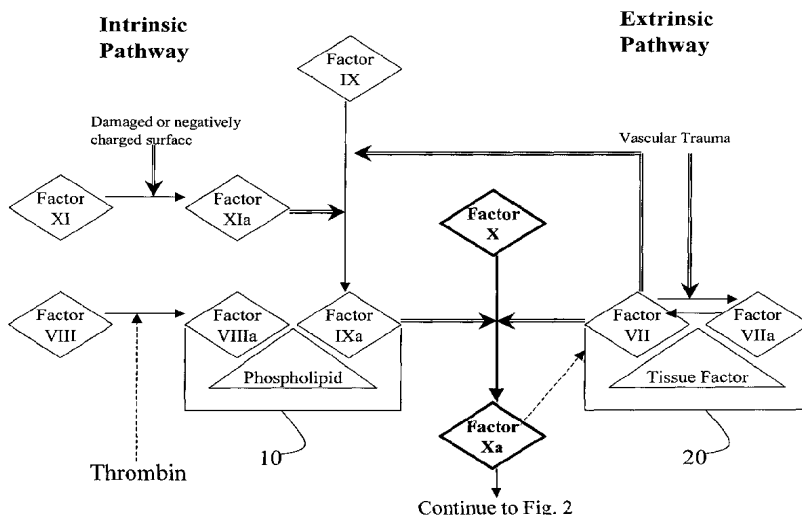 Intrinsic
Pathway
Extrinsic
Pathway
Factor
IX
Damaged or negatively
charged surface
Vascular Trauma
Factor
XI
Factor
XIa
Factor
X
Factor
VIII
Factor
VIIIa
Factor
IXa
Factor
VII
Factor
VIIa
Phospholipid
Tissue Factor
Factor
Xa
10
20
Thrombin
Continue to Fig. 2